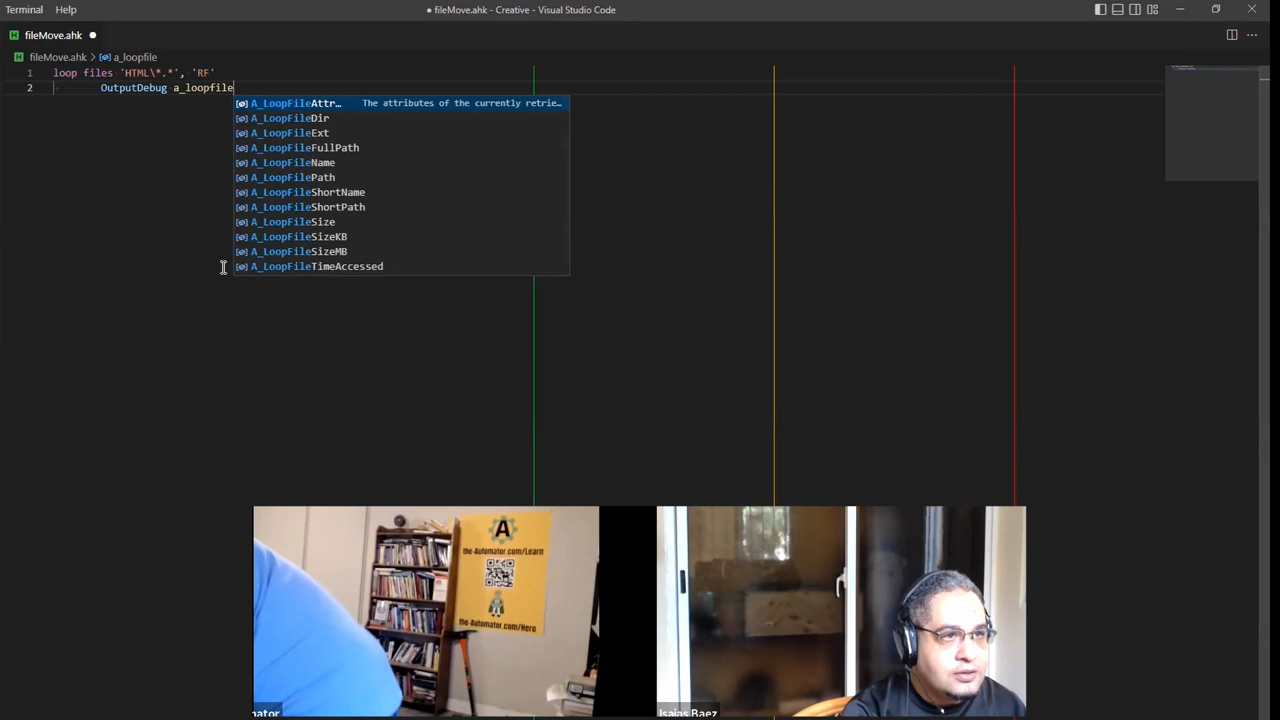 Terminal Help
● fileMove.ahk - Creative - Visual Studio Code
fileMove.ahk
fileMove.ahk > a_loopfile
1 loop files 'HTML\*.*', 'RF'
2 OutputDebug a_loopfile
A_LoopFileAttr… The attributes of the currently retrie…
A_LoopFileDir
A_LoopFileExt
A_LoopFileFullPath
A_LoopFileName
A_LoopFilePath
A_LoopFileShortName
A_LoopFileShortPath
A_LoopFileSize
A_LoopFileSizeKB
A_LoopFileSizeMB
A_LoopFileTimeAccessed
A
the-Automator.com/Learn
the-Automator.com/Hero
nator
Isaias Baez